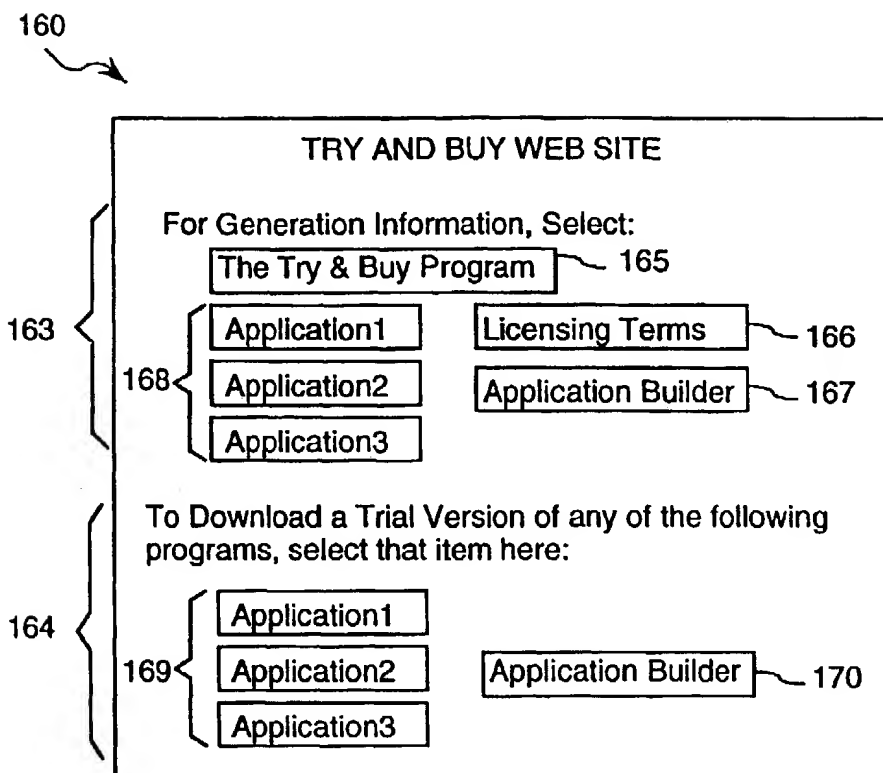 160
TRY AND BUY WEB SITE
For Generation Information, Select:
The Try & Buy Program 165
163
168
Application1 Licensing Terms 166
Application2 Application Builder 167
Application3
To Download a Trial Version of any of the following
programs, select that item here:
164
169
Application1
Application2 Application Builder 170
Application3